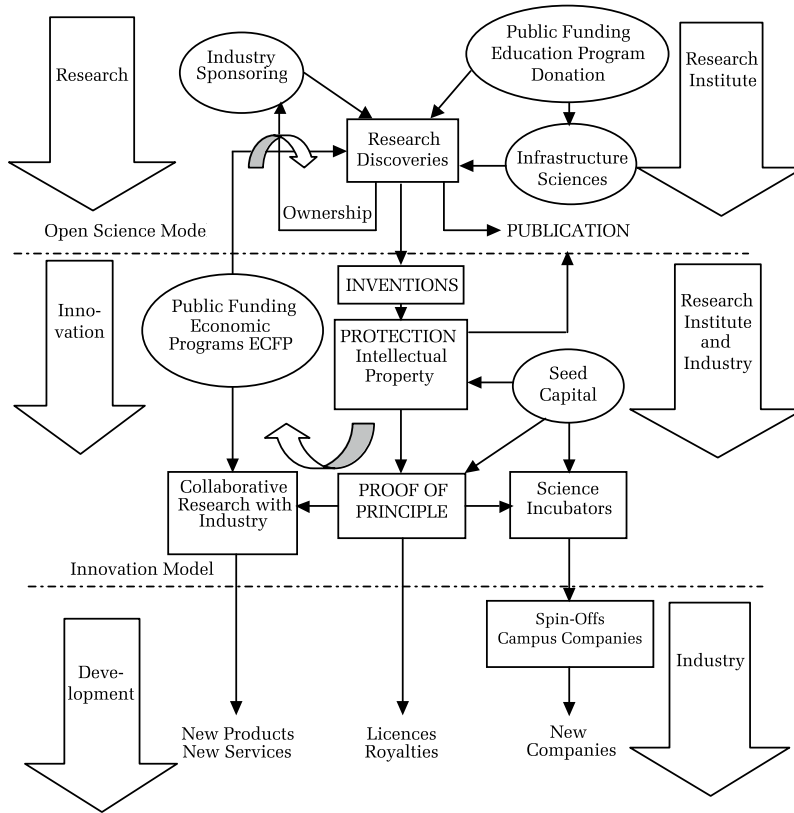 Public Funding
Education Program
Donation
Industry
Sponsoring
Research
Research
Institute
Research
Discoveries
Infrastructure
Sciences
Ownership
Open Science Mode
PUBLICATION
INVENTIONS
Inno-
vation
Public Funding
Economic
Programs ECFP
PROTECTION
Intellectual
Property
Research
Institute
and
Industry
Seed
Capital
Collaborative
Research with
Industry
PROOF OF
PRINCIPLE
Science
Incubators
Innovation Model
Spin-Offs
Campus Companies
Deve-
lopment
Industry
New Products
New Services
Licences
Royalties
New
Companies